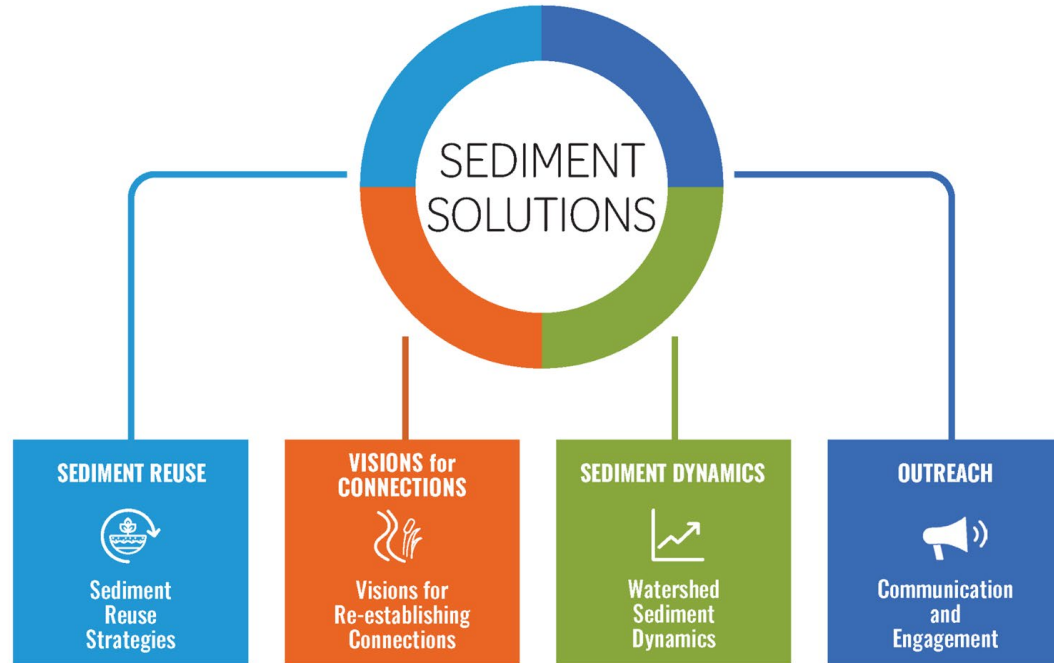 SEDIMENT
SOLUTIONS
SEDIMENT REUSE
Sediment
Reuse
Strategies
VISIONS for
CONNECTIONS
Visions for
Re-establishing
Connections
SEDIMENT DYNAMICS
Watershed
Sediment
Dynamics
OUTREACH
Communication
and
Engagement